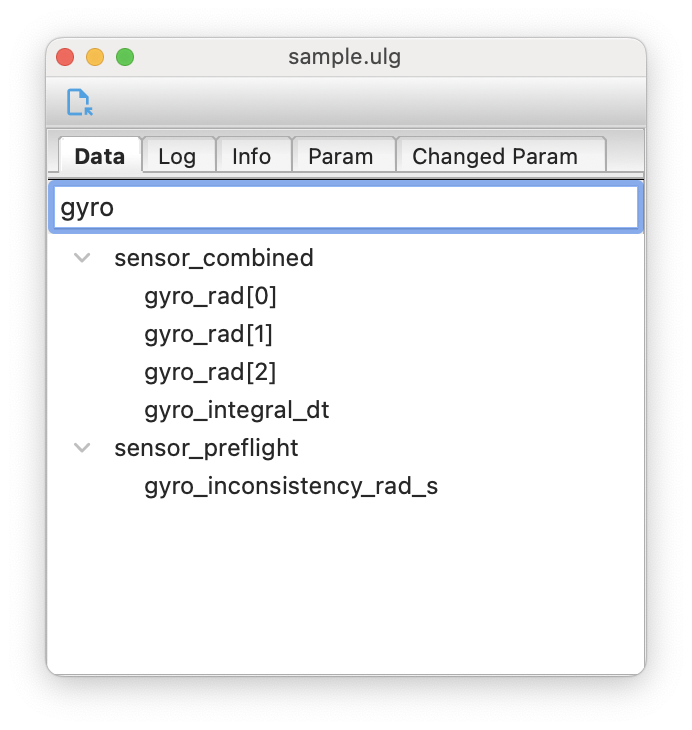 sample.ulg
Data Log Info Param Changed Param
gyro
sensor_combined
gyro_rad[0]
gyro_rad[1]
gyro_rad[2]
gyro_integral_dt
sensor_preflight
gyro_inconsistency_rad_s